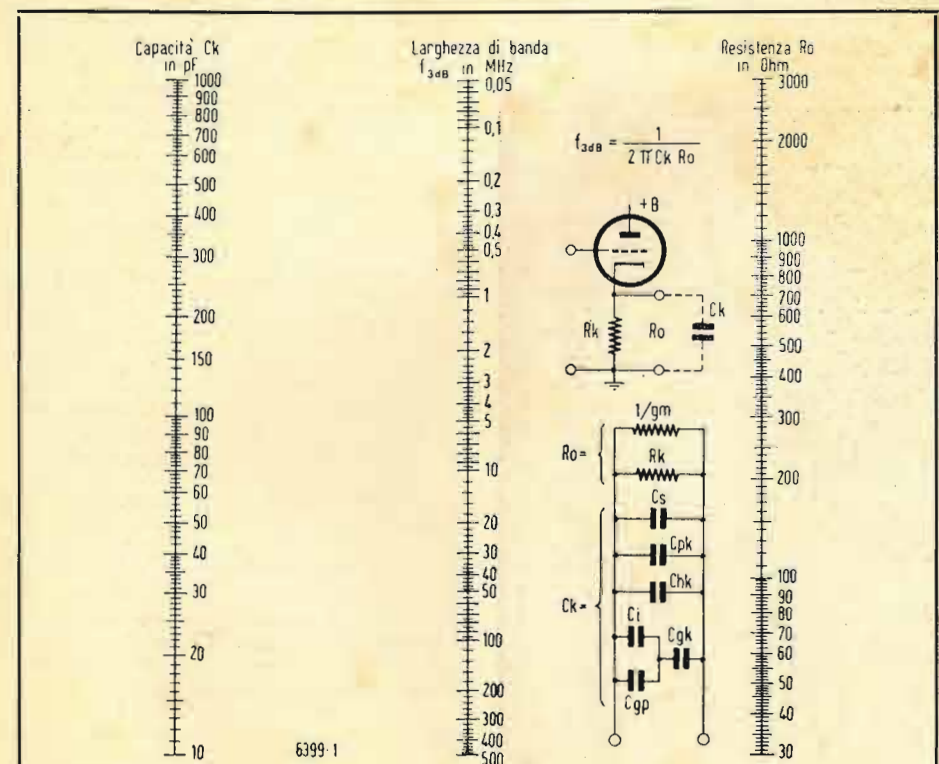 Capacità Ck
in pF
1000
900
800
700
600
500
400
300
200
150
100
90
80
70
60
50
40
30
20
10
6399-1
Larghezza di banda
f3dB in MHz
0,05
0,1
0,2
0,3
0,4
0,5
1
2
3
4
5
10
20
30
40
50
100
200
300
400
500
f3dB = 1 / 2 π Ck Ro
+B
Rk
Ro
Ck
1/gm
Ro =
Rk
Cs
Cpk
Chk
Ck =
Ci
Cgk
Cgp
Resistenza Ro
in Ohm
3000
2000
1000
900
800
700
600
500
400
300
200
100
90
80
70
60
50
40
30